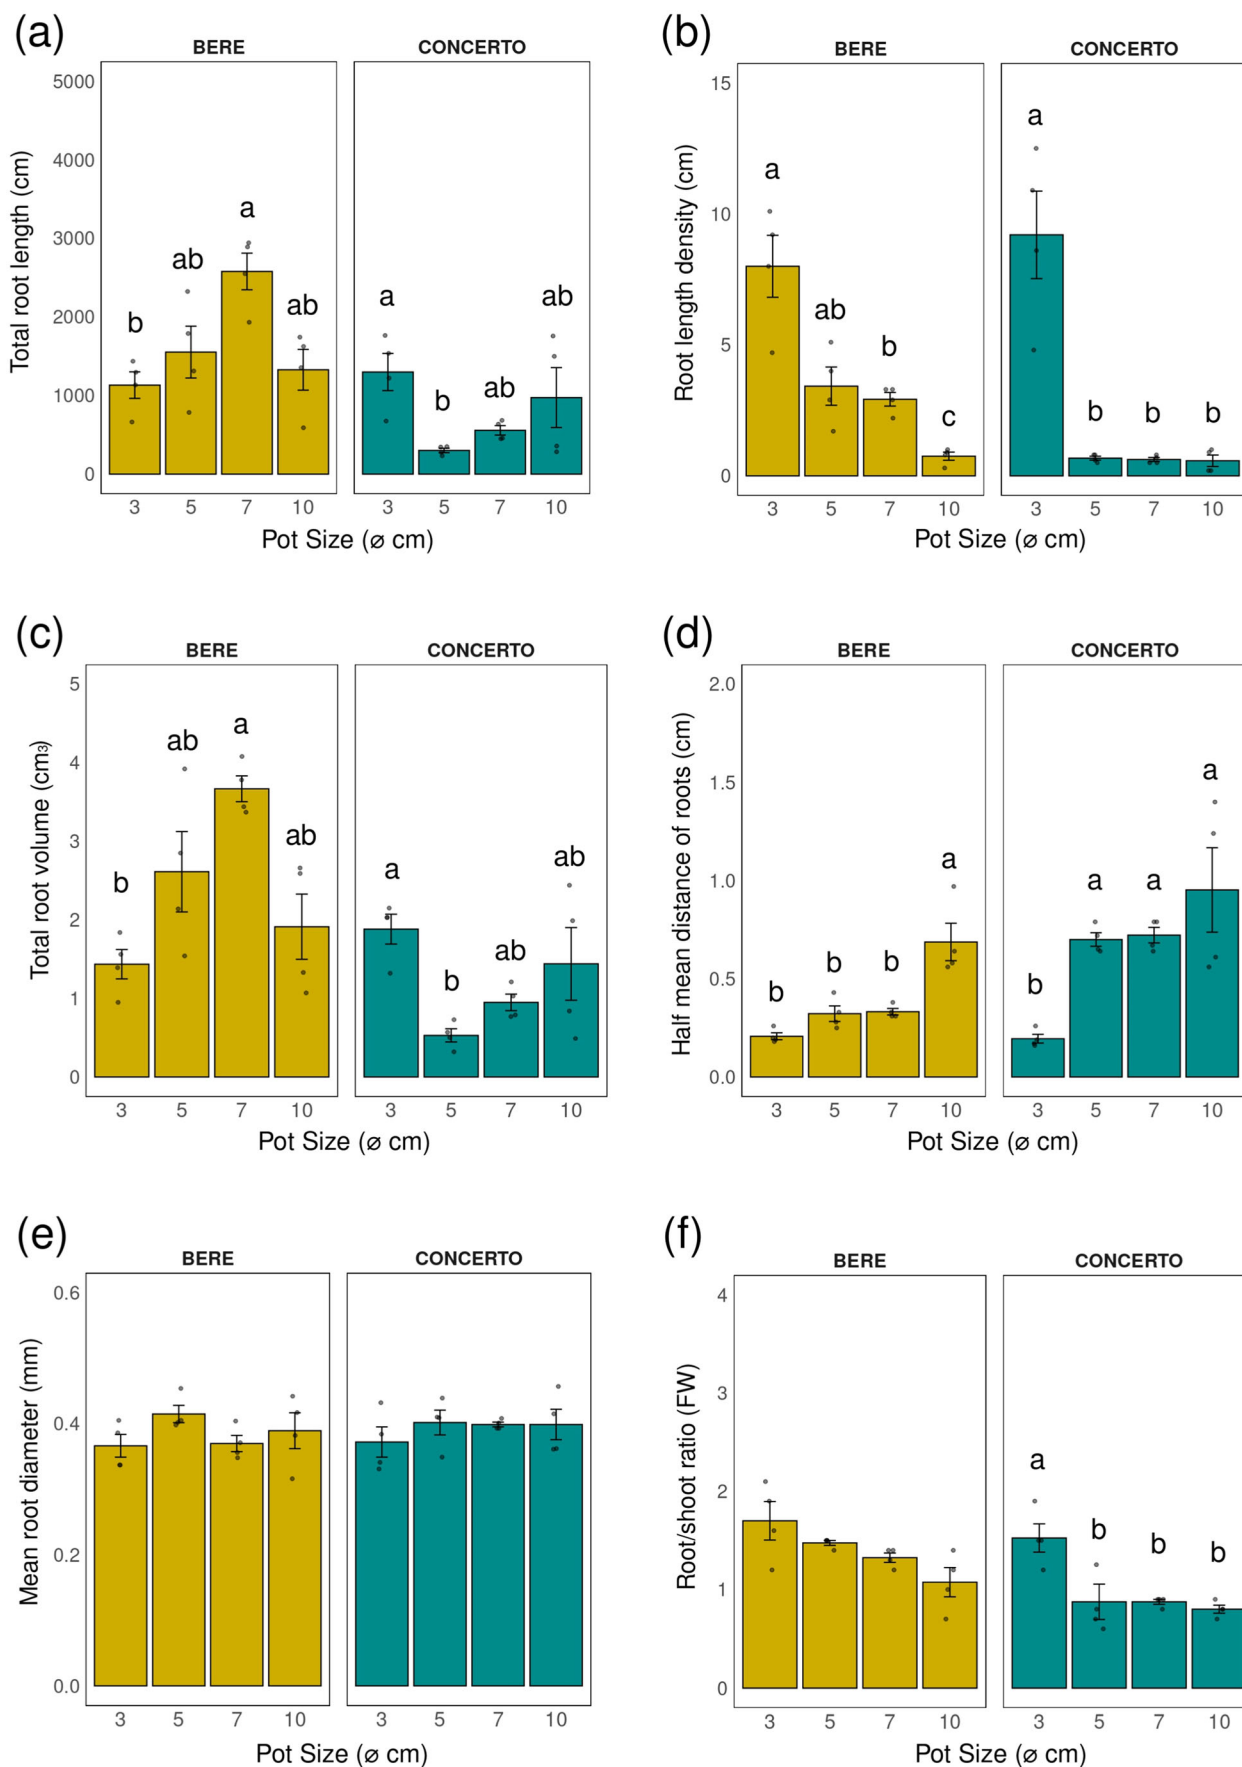 (a)
BERE CONCERTO
Total root length (cm)
5000
4000
3000
2000
1000
0
b ab a ab
a b ab ab
3 5 7 10 3 5 7 10
Pot Size (ø cm)
(b)
BERE CONCERTO
Root length density (cm)
15
10
5
0
a ab b c
a b b b
3 5 7 10 3 5 7 10
Pot Size (ø cm)
(c)
BERE CONCERTO
Total root volume (cm3)
5
4
3
2
1
0
b ab a ab
a b ab ab
3 5 7 10 3 5 7 10
Pot Size (ø cm)
(d)
BERE CONCERTO
Half mean distance of roots (cm)
2.0
1.5
1.0
0.5
0.0
b b b a
b a a a
3 5 7 10 3 5 7 10
Pot Size (ø cm)
(e)
BERE CONCERTO
Mean root diameter (mm)
0.6
0.4
0.2
0.0
3 5 7 10 3 5 7 10
Pot Size (ø cm)
(f)
BERE CONCERTO
Root/shoot ratio (FW)
4
3
2
1
0
a b b b
3 5 7 10 3 5 7 10
Pot Size (ø cm)